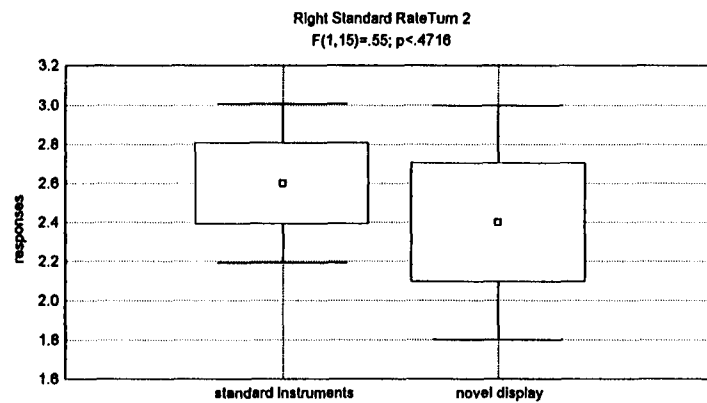 Right Standard RateTurn 2
F(1,15)=.55; p<.4716
3.2
3.0
2.8
2.6
2.4
2.2
2.0
1.8
1.6
responses
standard instruments
novel display